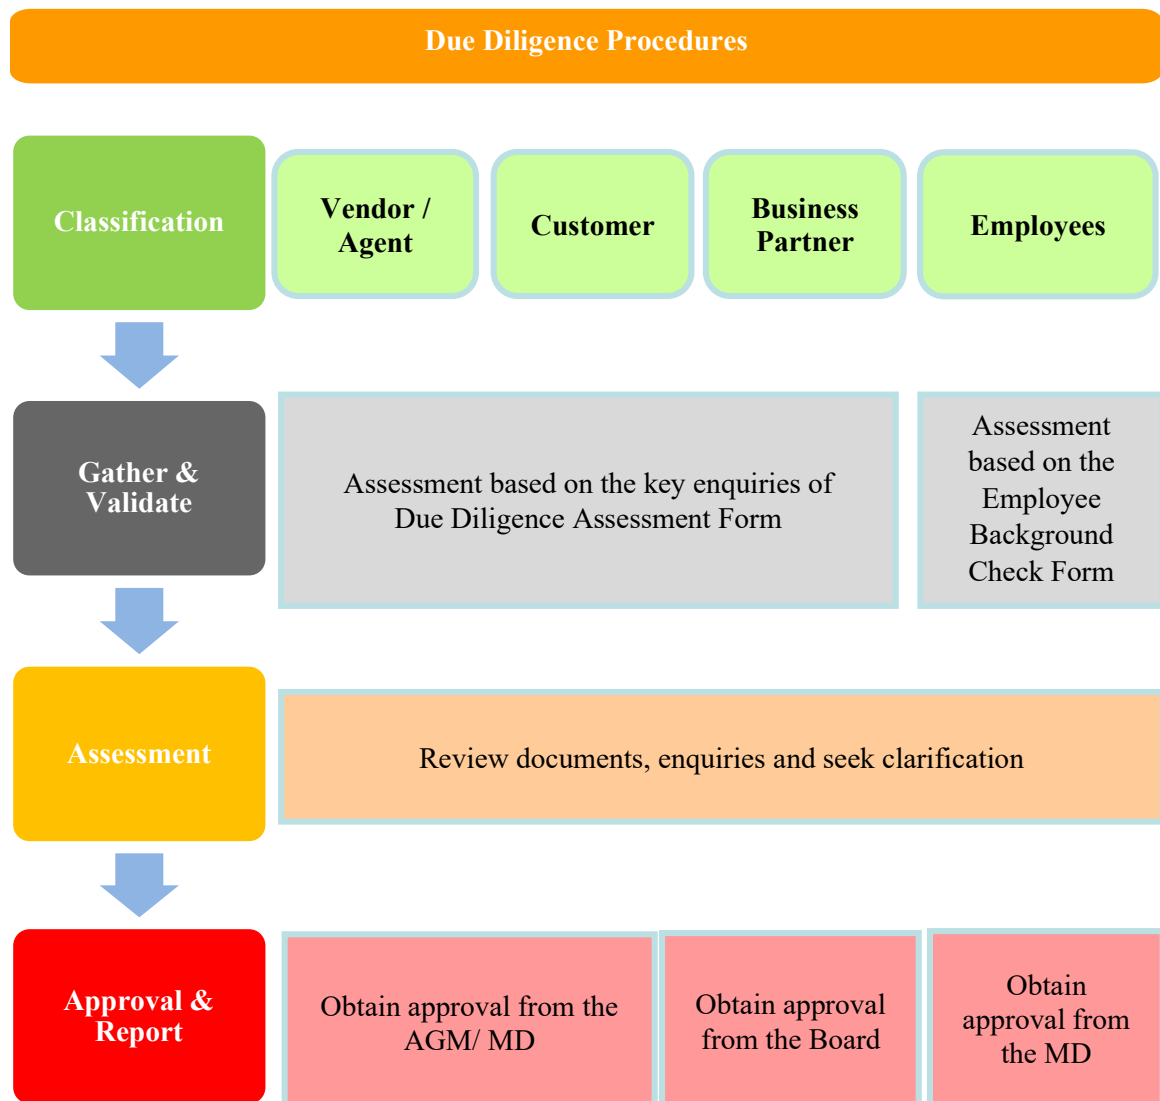 Due Diligence Procedures
Classification
Vendor /
Agent
Customer
Business
Partner
Employees
Gather &
Validate
Assessment based on the key enquiries of
Due Diligence Assessment Form
Assessment
based on the
Employee
Background
Check Form
Assessment
Review documents, enquiries and seek clarification
Approval &
Report
Obtain approval from the
AGM/ MD
Obtain approval
from the Board
Obtain
approval from
the MD